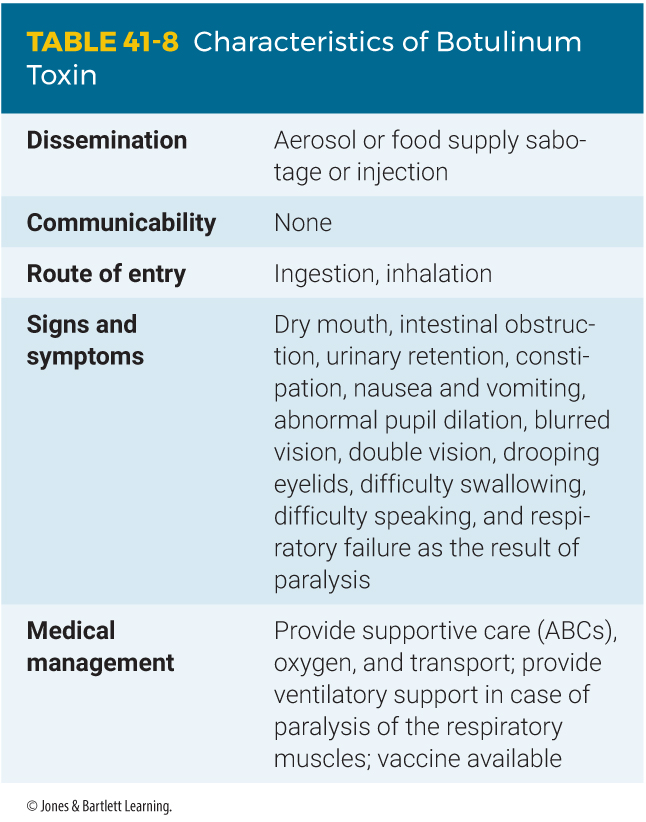 TABLE 41-8 Characteristics of Botulinum
Toxin
Dissemination
Aerosol or food supply sabo-
tage or injection
Communicability
None
Route of entry
Ingestion, inhalation
Signs and
symptoms
Dry mouth, intestinal obstruc-
tion, urinary retention, consti-
pation, nausea and vomiting,
abnormal pupil dilation, blurred
vision, double vision, drooping
eyelids, difficulty swallowing,
difficulty speaking, and respi-
ratory failure as the result of
paralysis
Medical
management
Provide supportive care (ABCs),
oxygen, and transport; provide
ventilatory support in case of
paralysis of the respiratory
muscles; vaccine available
© Jones & Bartlett Learning.